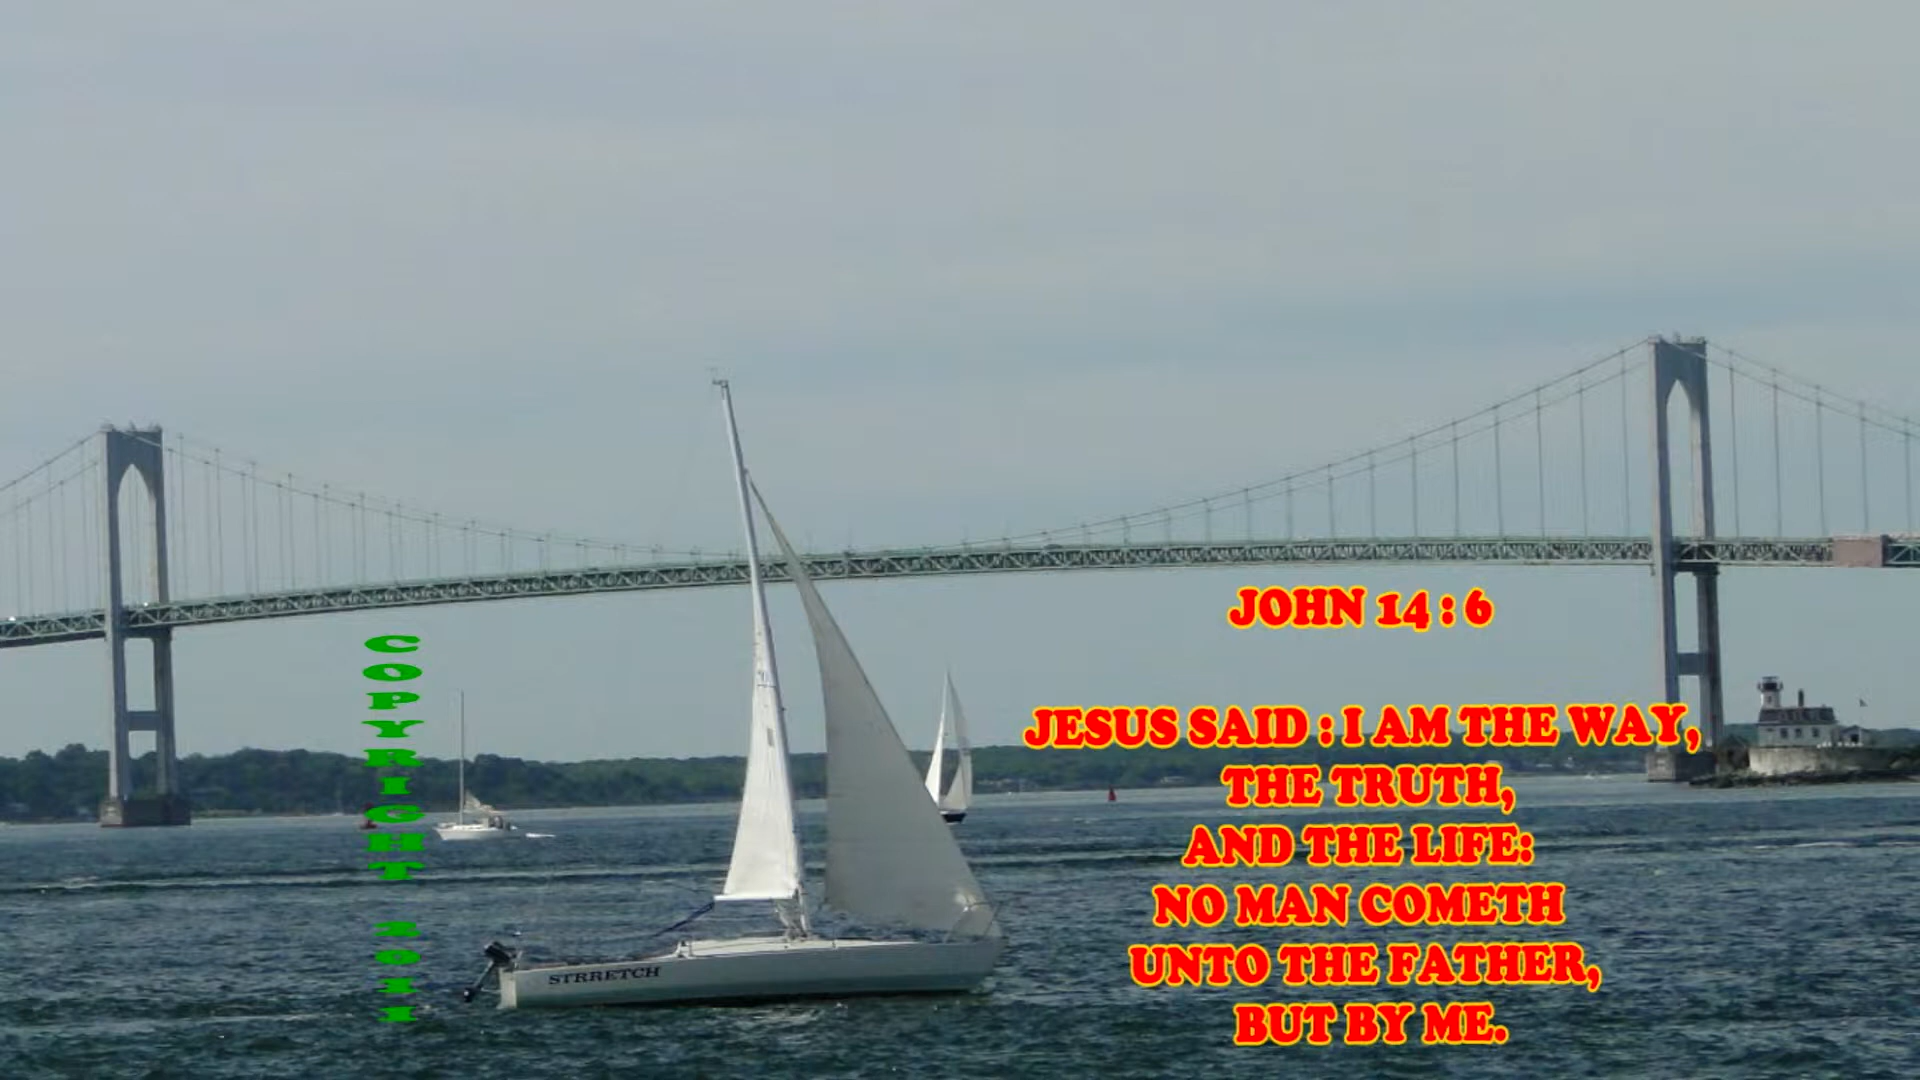 JOHN 14 : 6
JESUS SAID : I AM THE WAY,
THE TRUTH,
AND THE LIFE:
NO MAN COMETH
UNTO THE FATHER,
BUT BY ME.
COPYRIGHT 2011
STRRETCH